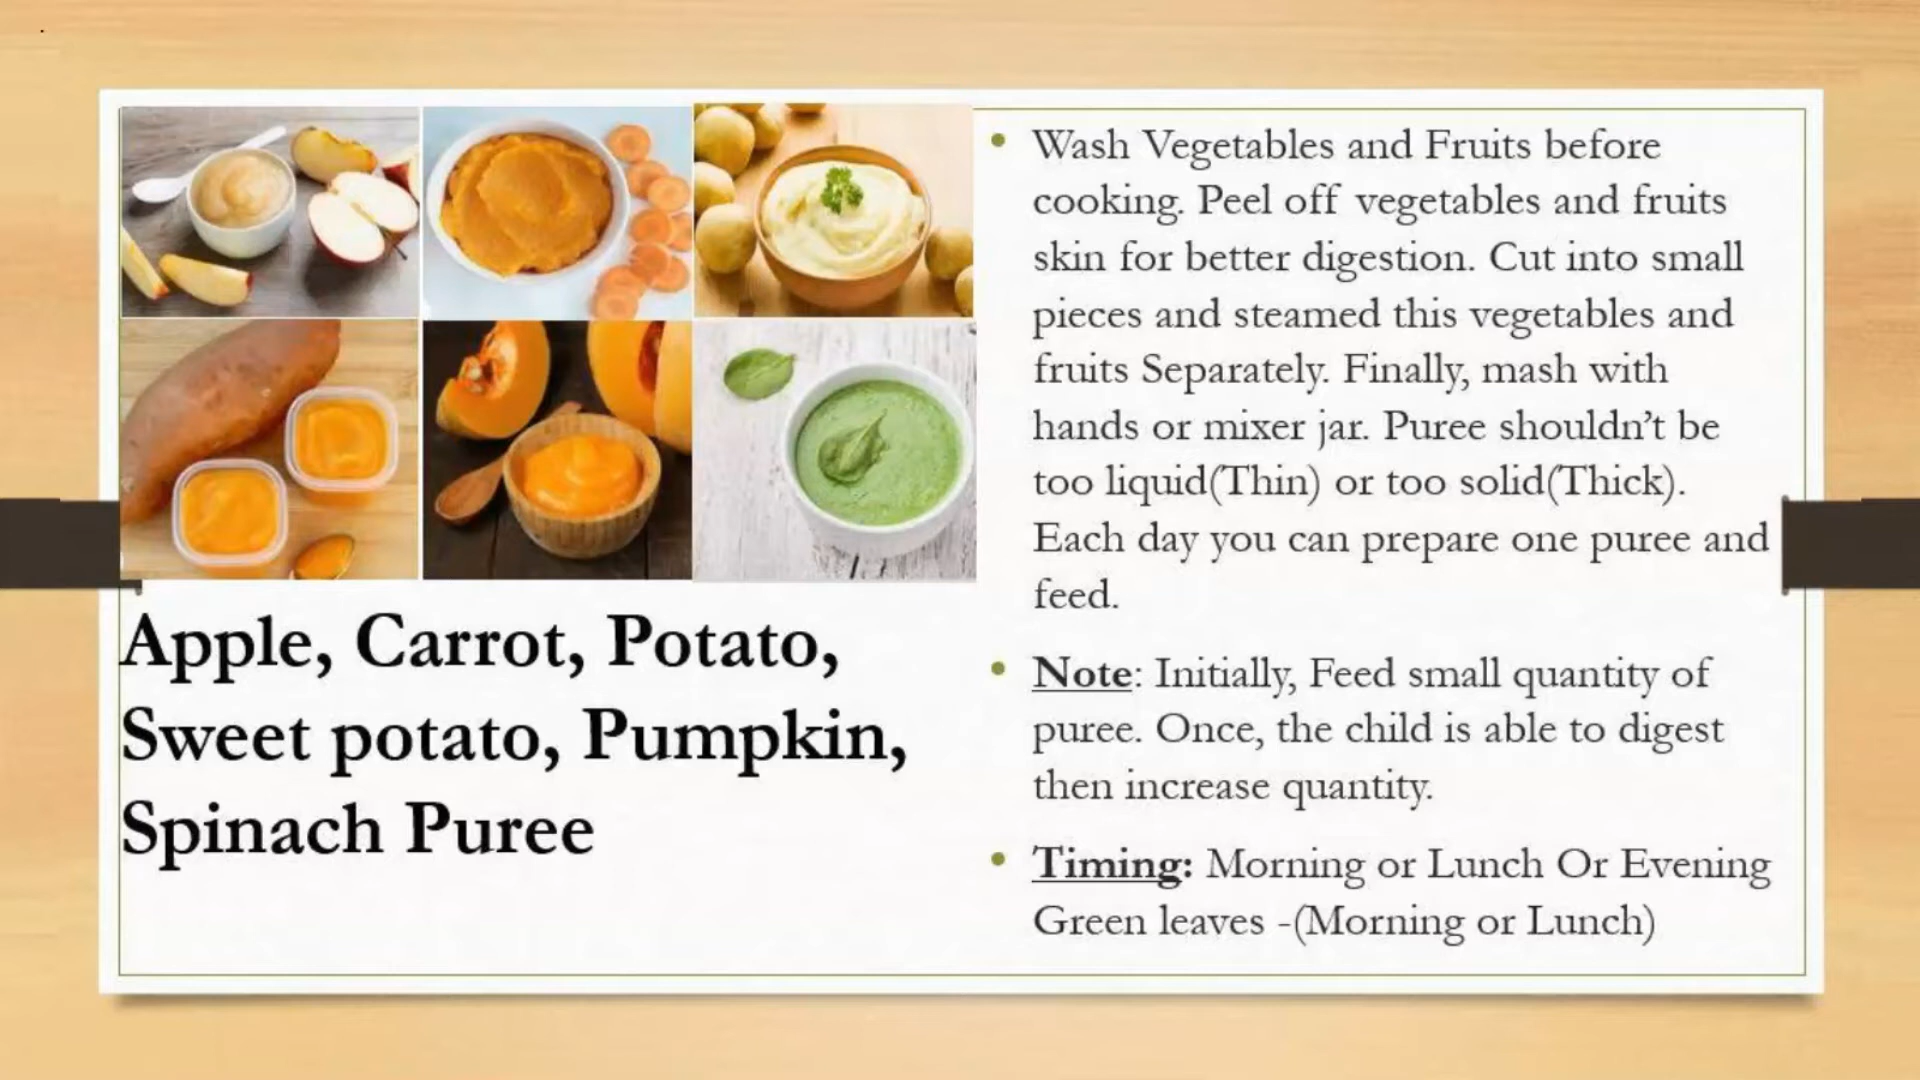 Apple, Carrot, Potato,
Sweet potato, Pumpkin,
Spinach Puree
• Wash Vegetables and Fruits before
cooking. Peel off vegetables and fruits
skin for better digestion. Cut into small
pieces and steamed this vegetables and
fruits Separately. Finally, mash with
hands or mixer jar. Puree shouldn’t be
too liquid(Thin) or too solid(Thick).
Each day you can prepare one puree and
feed.
• Note: Initially, Feed small quantity of
puree. Once, the child is able to digest
then increase quantity.
• Timing: Morning or Lunch Or Evening
Green leaves -(Morning or Lunch)